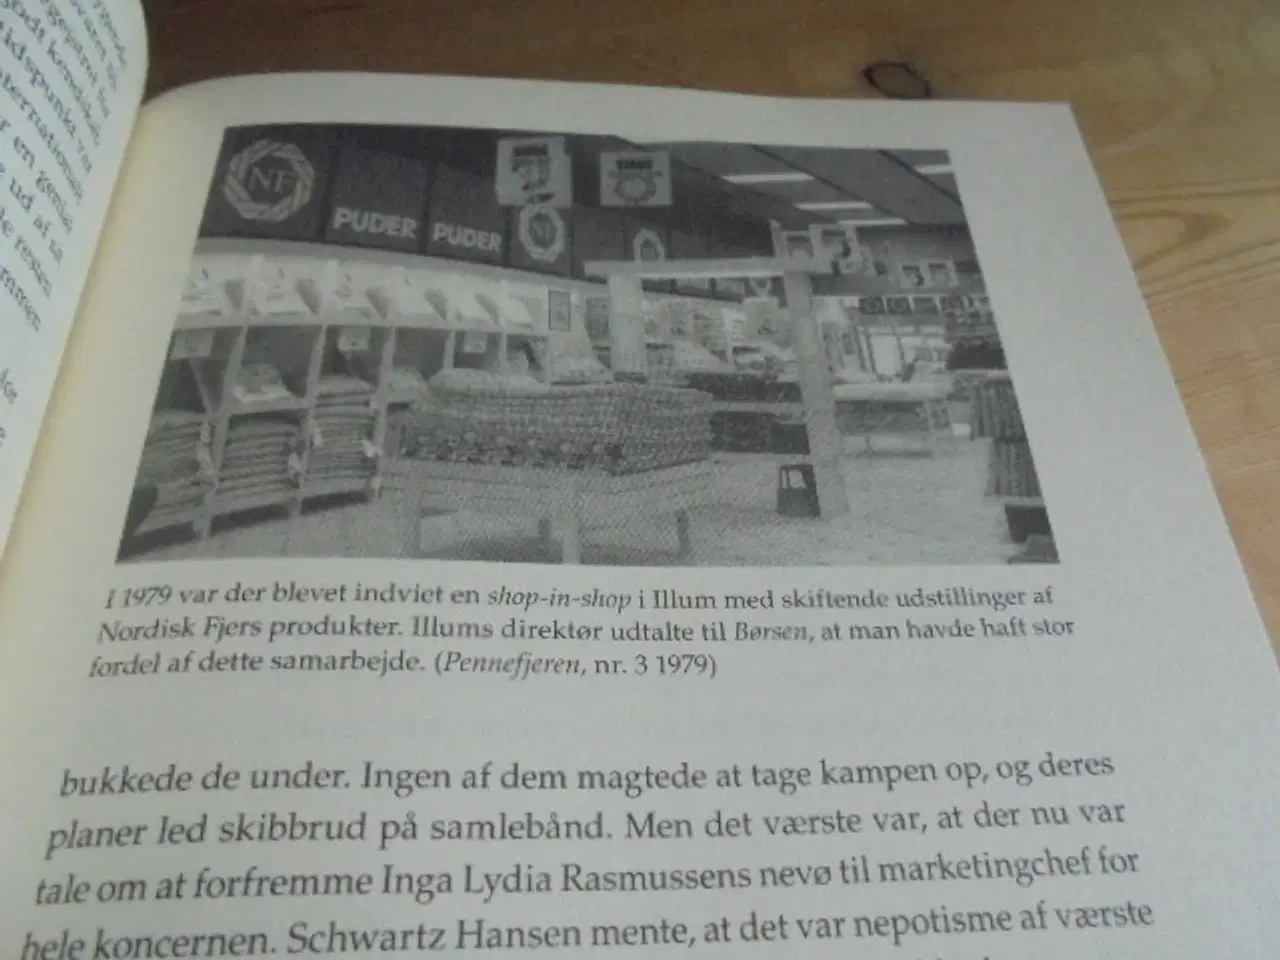 NF
PUDER PUDER
NF
I 1979 var der blevet indviet en shop-in-shop i Illum med skiftende udstillinger af
Nordisk Fjers produkter. Illums direktør udtalte til Børsen, at man havde haft stor
fordel af dette samarbejde. (Pennefjeren, nr. 3 1979)
bukkede de under. Ingen af dem magtede at tage kampen op, og deres
planer led skibbrud på samlebånd. Men det værste var, at der nu var
tale om at forfremme Inga Lydia Rasmussens nevø til marketingchef for
hele koncernen. Schwartz Hansen mente, at det var nepotisme af værste